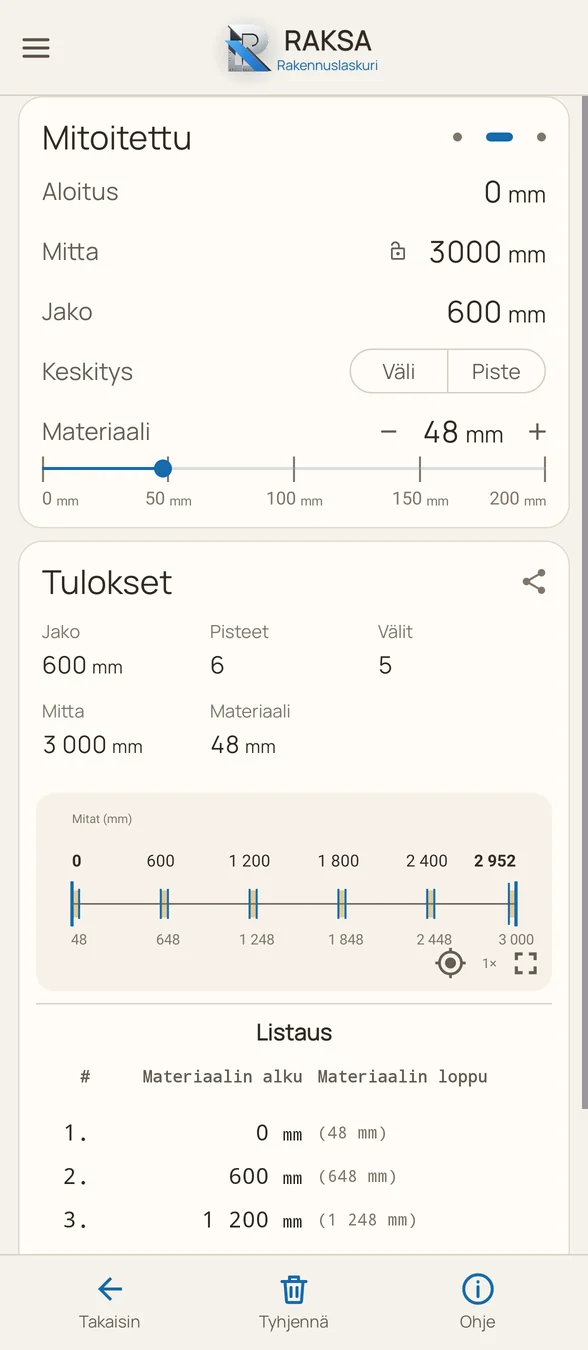 RAKSA
Rakennuslaskuri
Mitoitettu
Aloitus 0 mm
Mitta 3000 mm
Jako 600 mm
Keskitys Väli Piste
Materiaali − 48 mm +
0 mm 50 mm 100 mm 150 mm 200 mm
Tulokset
Jako Pisteet Välit
600 mm 6 5
Mitta Materiaali
3 000 mm 48 mm
Mitat (mm)
0 600 1 200 1 800 2 400 2 952
48 648 1 248 1 848 2 448 3 000
1×
Listaus
# Materiaalin alku Materiaalin loppu
1. 0 mm (48 mm)
2. 600 mm (648 mm)
3. 1 200 mm (1 248 mm)
Takaisin Tyhjennä Ohje